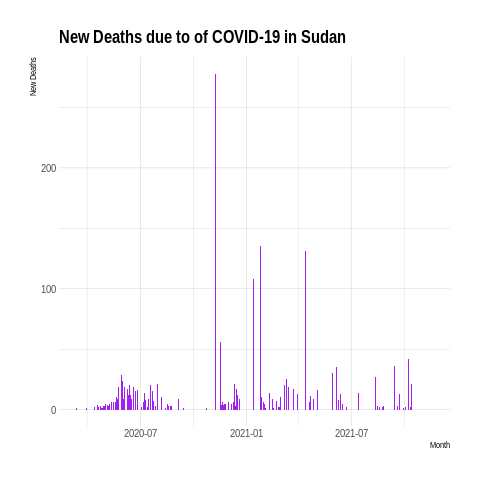 New Deaths due to of COVID-19 in Sudan
New Deaths
200
100
0
2020-07 2021-01 2021-07
Month